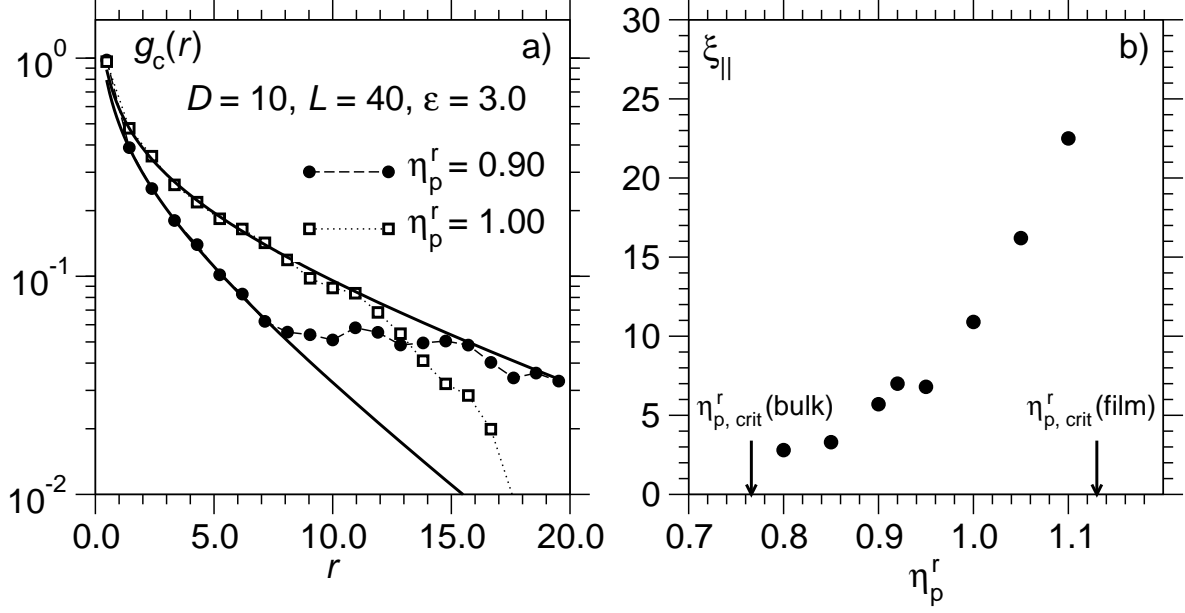 g_c(r) a)
D = 10, L = 40, ε = 3.0
η_p^r = 0.90
η_p^r = 1.00
10^0
10^-1
10^-2
0.0 5.0 10.0 15.0 20.0
r
ξ_|| b)
30
25
20
15
10
5
0
η_p, crit^r (bulk)
η_p, crit^r (film)
0.7 0.8 0.9 1.0 1.1
η_p^r